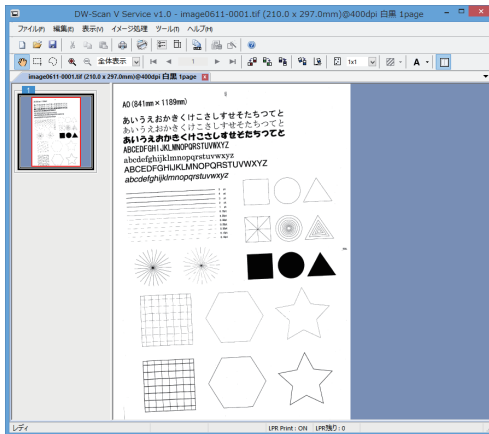 DW-Scan V Service v1.0 - image0611-0001.tif (210.0 x 297.0mm)@400dpi 白黒 1page
ファイル(F) 編集(E) 表示(V) イメージ処理 ツール(T) ヘルプ(H)
全体表示 1 1x1 A
image0611-0001.tif (210.0 x 297.0mm)@400dpi 白黒 1page
1
A0 (841mm×1189mm)
あいうえおかきくけこさしすせそたちつてと
あいうえおかきくけこさしすせそたちつてと
あいうえおかきくけこさしすせそたちつてと
ABCDEFGHIJKLMNOPQRSTUVWXYZ
abcdefghijklmnopqrstuvwxyz
ABCDEFGHIJKLMNOPQRSTUVWXYZ
abcdefghijklmnopqrstuvwxyz
レディ
LPR Print : ON
LPR残り : 0